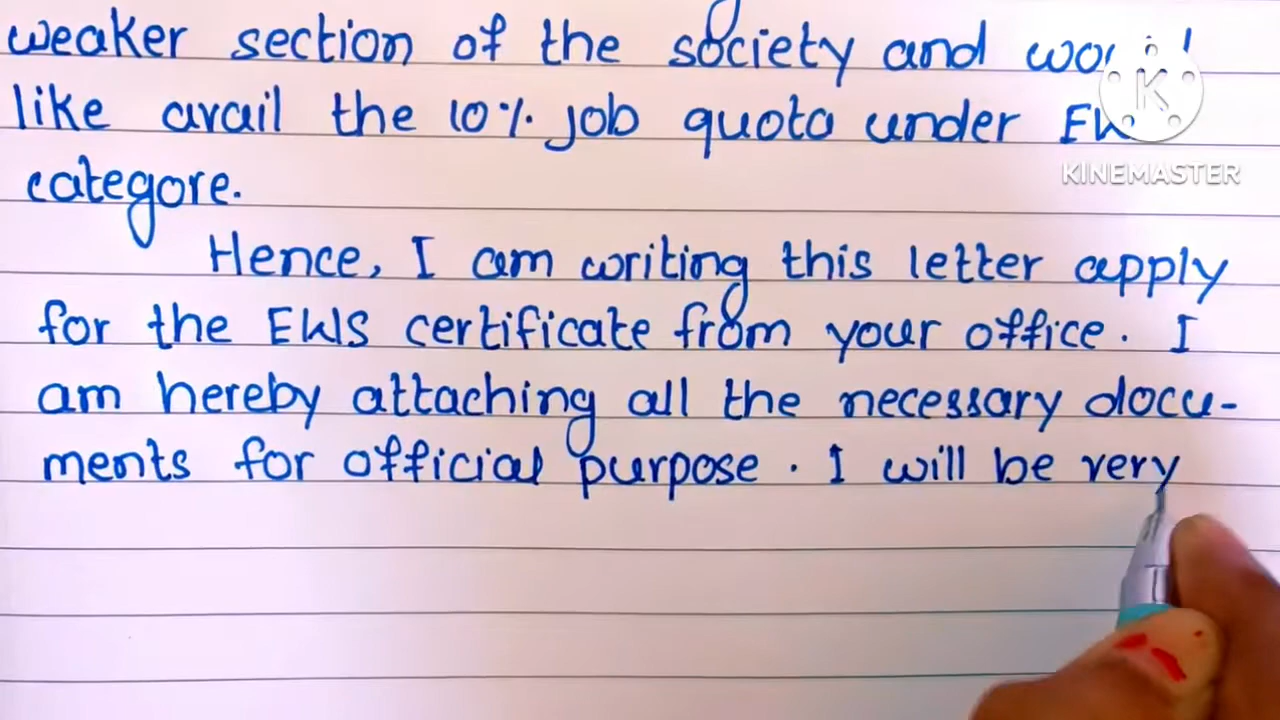 weaker section of the society and
like avail the 10% job quota under
categore.
Hence, I am writing this letter apply
for the EWS certificate from your office. I
am hereby attaching all the necessary docu-
ments for official purpose. I will be very
K
KINEMASTER